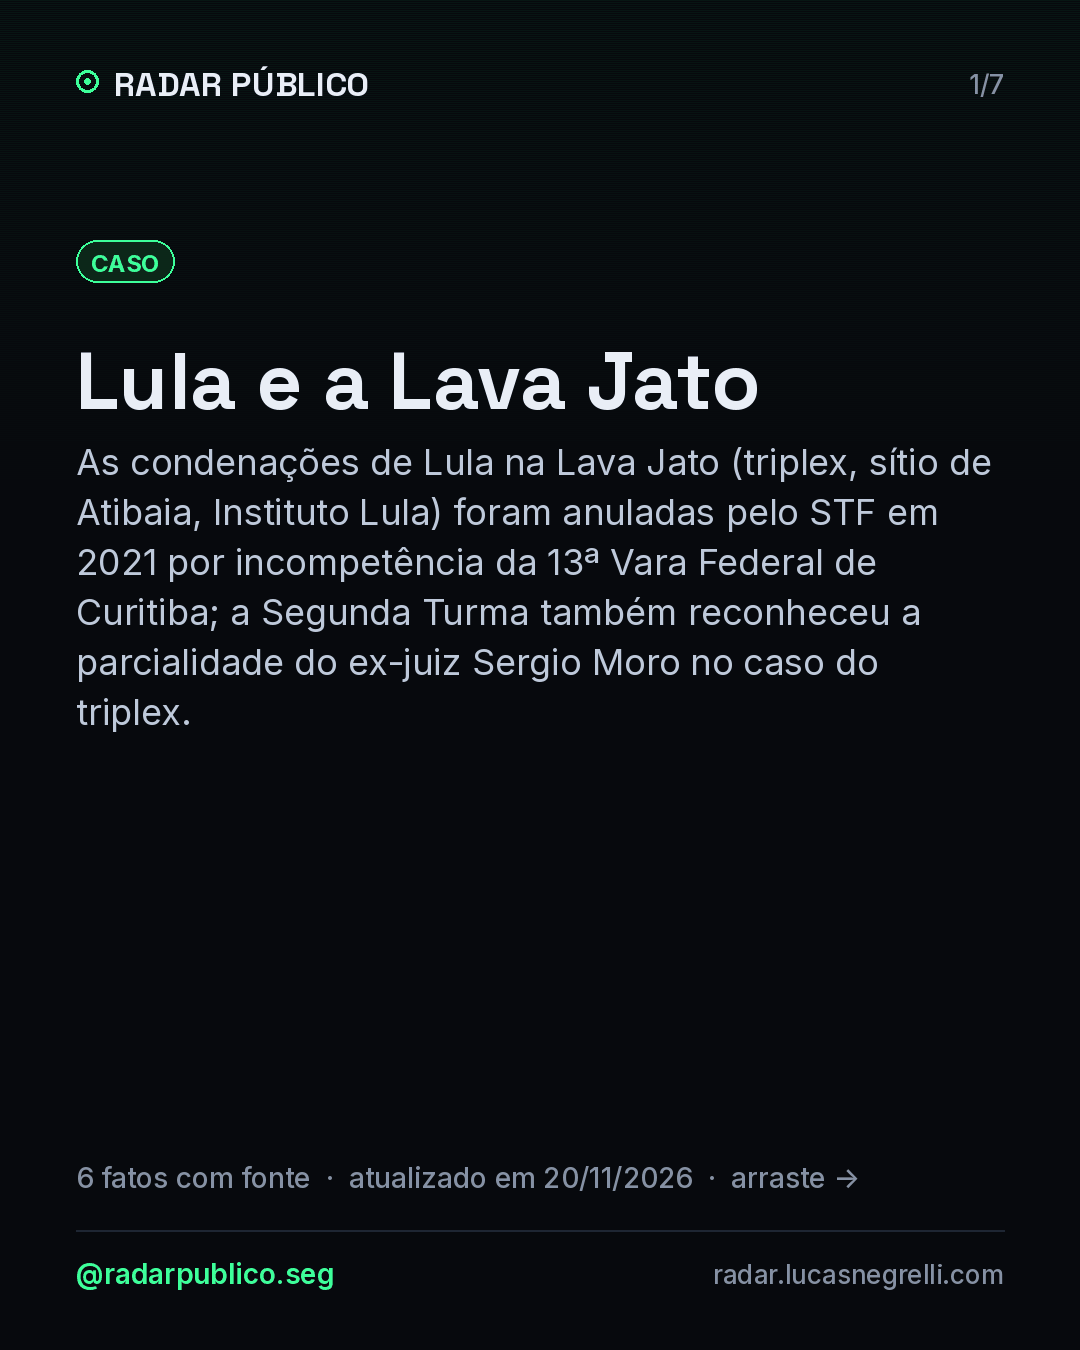 RADAR PÚBLICO
1/7
CASO
Lula e a Lava Jato
As condenações de Lula na Lava Jato (triplex, sítio de
Atibaia, Instituto Lula) foram anuladas pelo STF em
2021 por incompetência da 13ª Vara Federal de
Curitiba; a Segunda Turma também reconheceu a
parcialidade do ex-juiz Sergio Moro no caso do
triplex.
6 fatos com fonte · atualizado em 20/11/2026 · arraste →
@radarpublico.seg
radar.lucasnegrelli.com